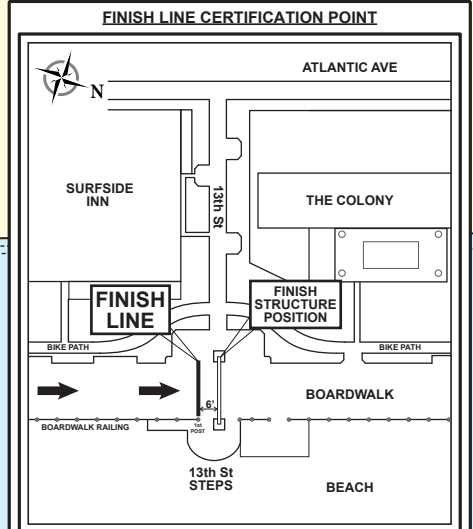 FINISH LINE CERTIFICATION POINT
ATLANTIC AVE
N
SURFSIDE
INN
13th St
THE COLONY
FINISH
LINE
FINISH
STRUCTURE
POSITION
BIKE PATH
BIKE PATH
6'
BOARDWALK
BOARDWALK RAILING
1st
POST
13th St
STEPS
BEACH